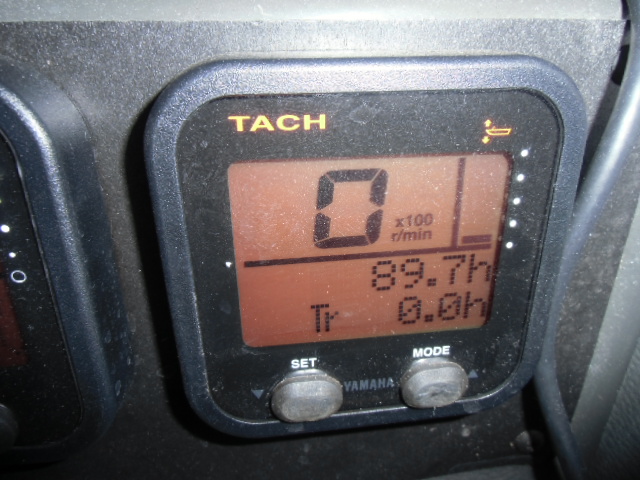 TACH
0
x100
r/min
89.7h
Tr 0.0h
SET
MODE
YAMAHA